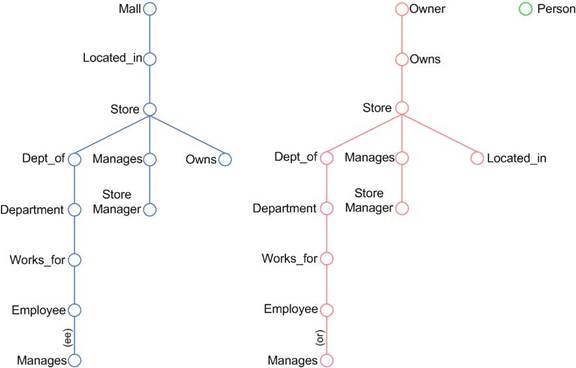 Mall
Owner
Person
Located_in
Owns
Store
Store
Dept_of
Manages
Owns
Dept_of
Manages
Located_in
Store
Manager
Store
Manager
Department
Department
Works_for
Works_for
Employee
Employee
(ee)
(or)
Manages
Manages